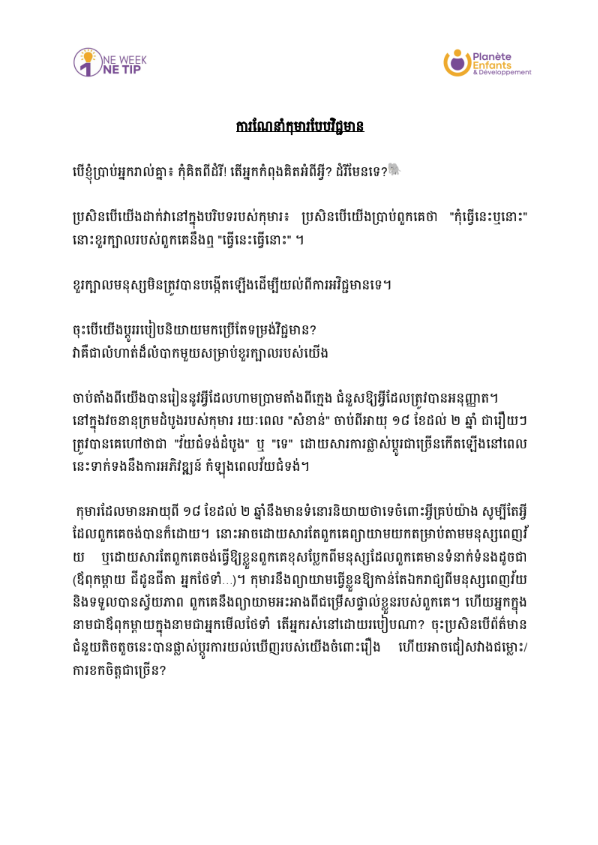 NE WEEK
NE TIP
Planète
Enfants
& Développement
ការណែនាំកុមារបែបវិជ្ជមាន
បើខ្ញុំប្រាប់អ្នករាល់គ្នា៖ កុំគិតពីដំរី! តើអ្នកកំពុងគិតអំពីអ្វី? ដំរីមែនទេ?🐘
ប្រសិនបើយើងដាក់វានៅក្នុងបរិបទរបស់កុមារ៖ ប្រសិនបើយើងប្រាប់ពួកគេថា "កុំធ្វើនេះឬនោះ"
នោះខួរក្បាលរបស់ពួកគេនឹងឮ "ធ្វើនេះធ្វើនោះ" ។
ខួរក្បាលមនុស្សមិនត្រូវបានបង្កើតឡើងដើម្បីយល់ពីការអវិជ្ជមានទេ។
ចុះបើយើងប្តូររបៀបនិយាយមកប្រើតែទម្រង់វិជ្ជមាន?
វាគឺជាលំហាត់ដ៏លំបាកមួយសម្រាប់ខួរក្បាលរបស់យើង
ចាប់តាំងពីយើងបានរៀននូវអ្វីដែលហាមប្រាមតាំងពីក្មេង ជំនួសឱ្យអ្វីដែលត្រូវបានអនុញ្ញាត។
នៅក្នុងវចនានុក្រមដំបូងរបស់កុមារ រយៈពេល "សំខាន់" ចាប់ពីអាយុ ១៨ ខែដល់ ២ ឆ្នាំ ជារឿយៗ
ត្រូវបានគេហៅថាជា "វ័យជំទង់ដំបូង" ឬ "ទេ" ដោយសារការផ្លាស់ប្តូរជាច្រើនកើតឡើងនៅពេល
នេះទាក់ទងនឹងការអភិវឌ្ឍន៍ កំឡុងពេលវ័យជំទង់។
កុមារដែលមានអាយុពី ១៨ ខែដល់ ២ ឆ្នាំនឹងមានទំនោរនិយាយថាទេចំពោះអ្វីគ្រប់យ៉ាង សូម្បីតែអ្វី
ដែលពួកគេចង់បានក៏ដោយ។ នោះអាចដោយសារតែពួកគេព្យាយាមយកតម្រាប់តាមមនុស្សពេញវ័
យ ឬដោយសារតែពួកគេចង់ធ្វើឱ្យខ្លួនពួកគេខុសប្លែកពីមនុស្សដែលពួកគេមានទំនាក់ទំនងដូចជា
(ឪពុកម្តាយ ជីដូនជីតា អ្នកថែទាំ...)។ កុមារនឹងព្យាយាមធ្វើខ្លួនឱ្យកាន់តែឯករាជ្យពីមនុស្សពេញវ័យ
និងទទួលបានស្វ័យភាព ពួកគេនឹងព្យាយាមអះអាងពីជម្រើសផ្ទាល់ខ្លួនរបស់ពួកគេ។ ហើយអ្នកក្នុង
នាមជាឪពុកម្តាយក្នុងនាមជាអ្នកមើលថែទាំ តើអ្នករស់នៅដោយរបៀបណា? ចុះប្រសិនបើព័ត៌មាន
ជំនួយតិចតួចនេះបានផ្លាស់ប្តូរការយល់ឃើញរបស់យើងចំពោះរឿង ហើយអាចជៀសវាងជម្លោះ/
ការខកចិត្តជាច្រើន?